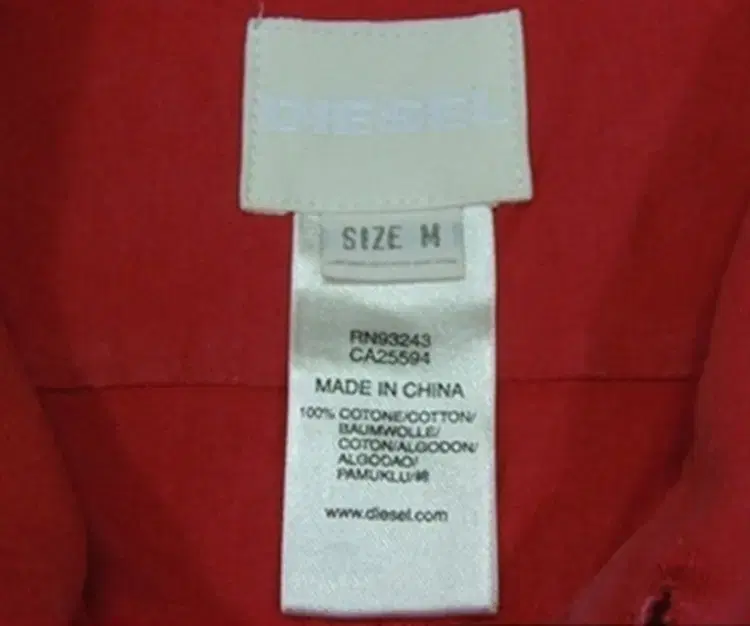 DIESEL
SIZE M
RN93243
CA25594
MADE IN CHINA
100% COTONE/COTTON/
BAUMWOLLE/
COTON/ALGODON/
ALGODAO/
PAMUKLU/棉
www.diesel.com